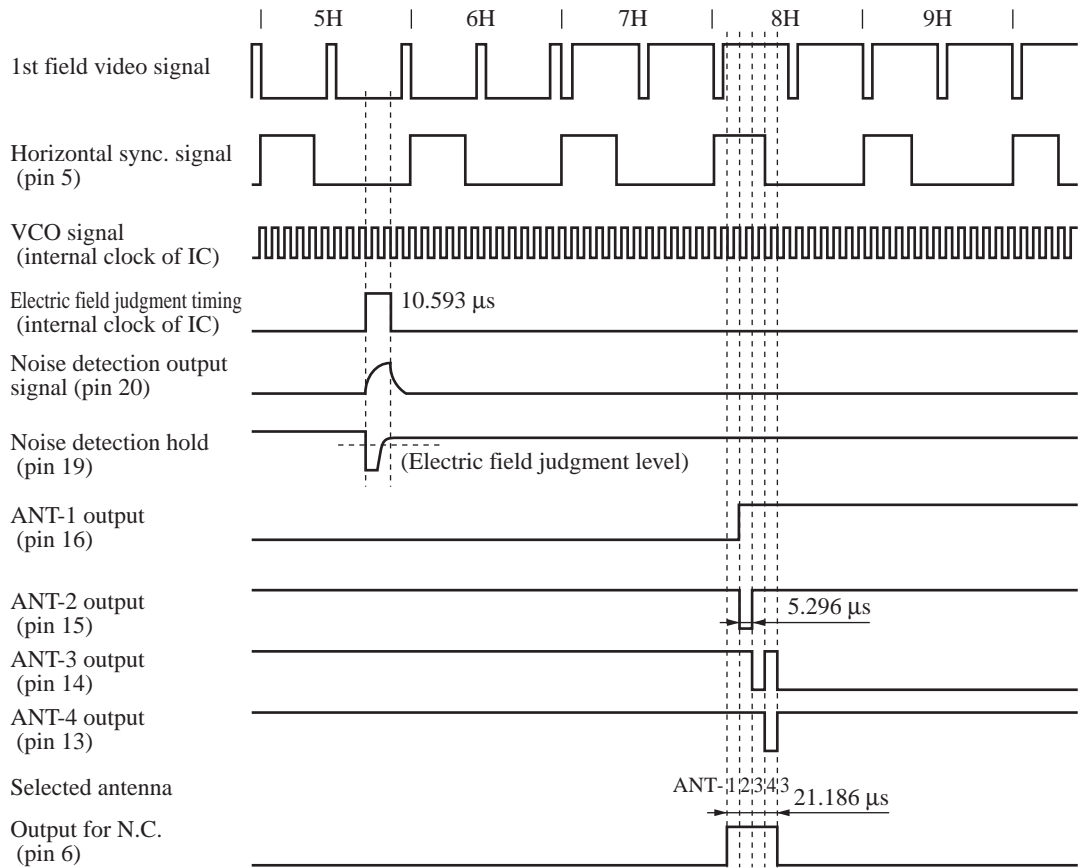 5H 6H 7H 8H 9H
1st field video signal
Horizontal sync. signal
(pin 5)
VCO signal
(internal clock of IC)
Electric field judgment timing
(internal clock of IC)
10.593 µs
Noise detection output
signal (pin 20)
Noise detection hold
(pin 19)
(Electric field judgment level)
ANT-1 output
(pin 16)
ANT-2 output
(pin 15)
5.296 µs
ANT-3 output
(pin 14)
ANT-4 output
(pin 13)
Selected antenna
ANT- 1 2 3 4 3
21.186 µs
Output for N.C.
(pin 6)